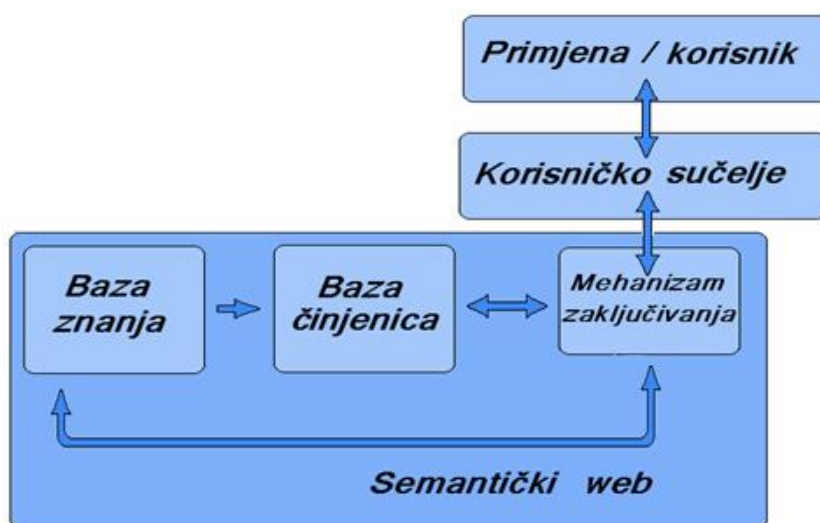 Primjena / korisnik
Korisničko sučelje
Baza
znanja
Baza
činjenica
Mehanizam
zaključivanja
Semantički web